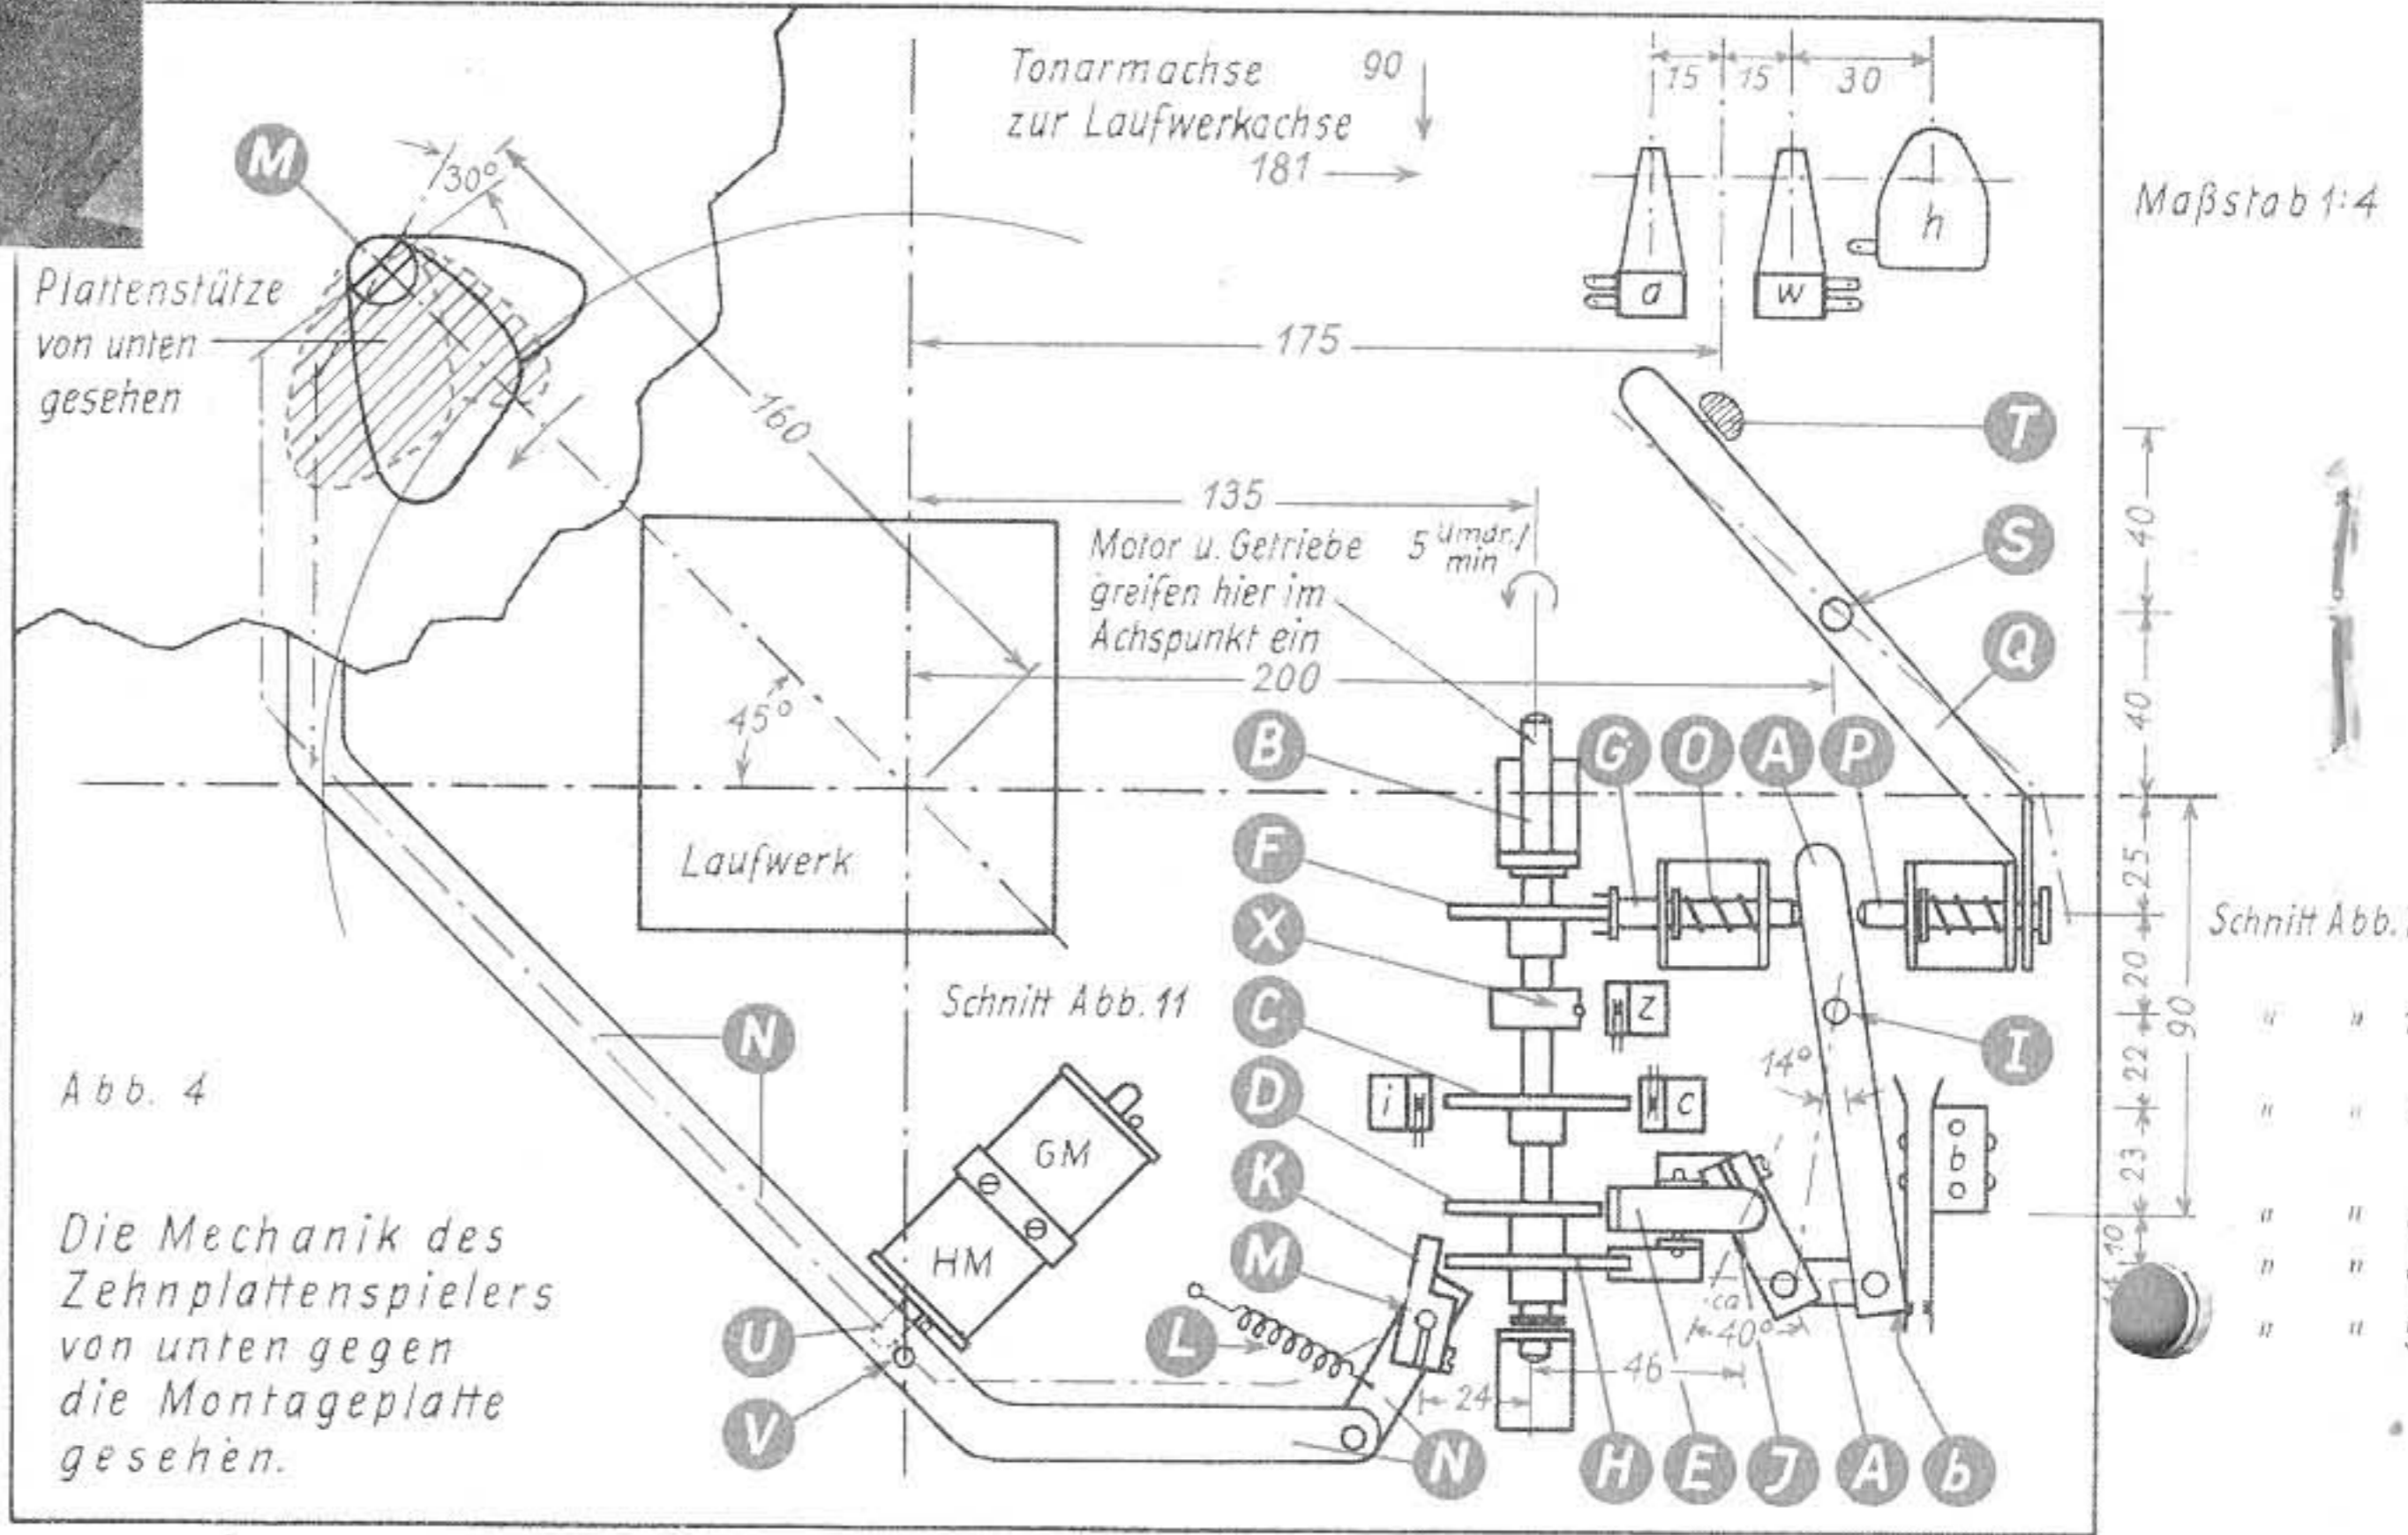 Tonarmachse 90
zur Laufwerkachse
181
15 15 30
a w h
Maßstab 1:4
M
30°
Plattenstütze
von unten
gesehen
175
160
T
135
S
40
Motor u. Getriebe 5 Umdr./min
greifen hier im
Achspunkt ein
200
Q
40
45°
B G O A P
Laufwerk
F
25
X
Schnitt Abb.
20
Schnitt Abb. 11
C
Z
I
N
90
Abb. 4
14°
22
D
i c
23
b
GM
K
Die Mechanik des
Zehnplattenspielers
von unten gegen
die Montageplatte
gesehen.
HM
M
10
ca
40°
U
L
46
24
V
N H E J A b
" "
" "
" "
" "
" "